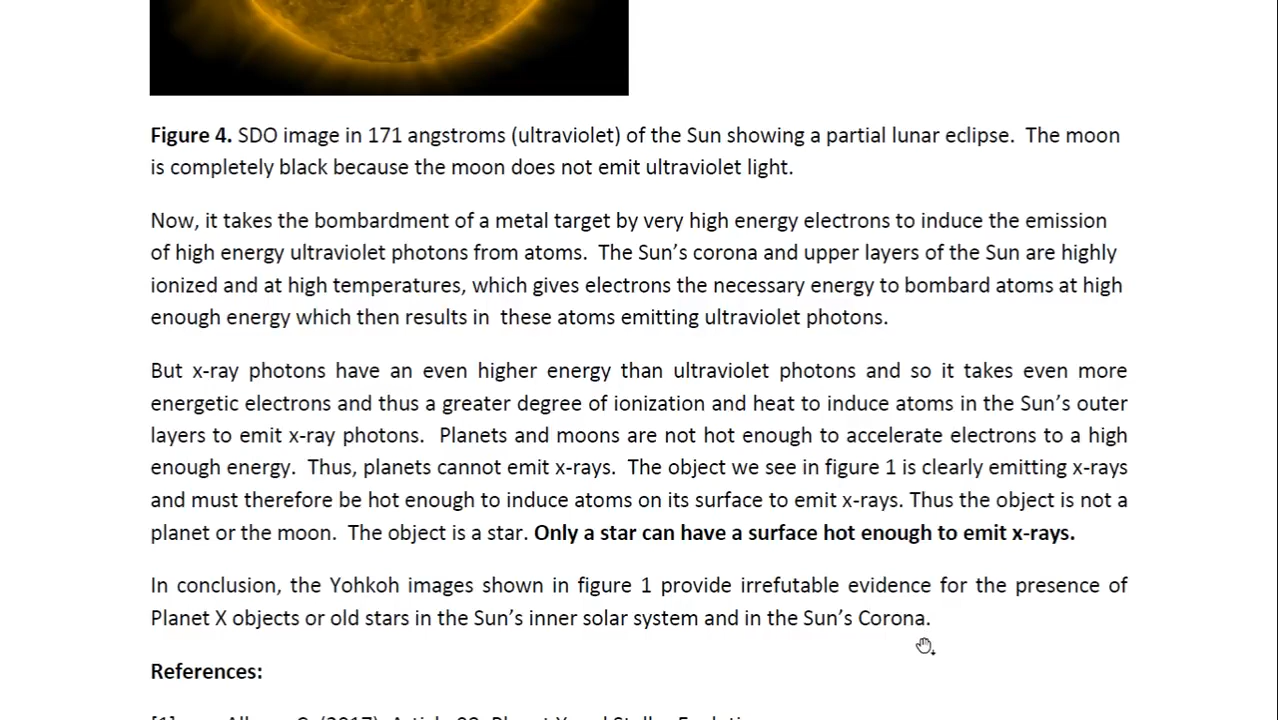 Figure 4. SDO image in 171 angstroms (ultraviolet) of the Sun showing a partial lunar eclipse. The moon
is completely black because the moon does not emit ultraviolet light.
Now, it takes the bombardment of a metal target by very high energy electrons to induce the emission
of high energy ultraviolet photons from atoms. The Sun's corona and upper layers of the Sun are highly
ionized and at high temperatures, which gives electrons the necessary energy to bombard atoms at high
enough energy which then results in these atoms emitting ultraviolet photons.
But x-ray photons have an even higher energy than ultraviolet photons and so it takes even more
energetic electrons and thus a greater degree of ionization and heat to induce atoms in the Sun's outer
layers to emit x-ray photons. Planets and moons are not hot enough to accelerate electrons to a high
enough energy. Thus, planets cannot emit x-rays. The object we see in figure 1 is clearly emitting x-rays
and must therefore be hot enough to induce atoms on its surface to emit x-rays. Thus the object is not a
planet or the moon. The object is a star. Only a star can have a surface hot enough to emit x-rays.
In conclusion, the Yohkoh images shown in figure 1 provide irrefutable evidence for the presence of
Planet X objects or old stars in the Sun's inner solar system and in the Sun's Corona.
References: